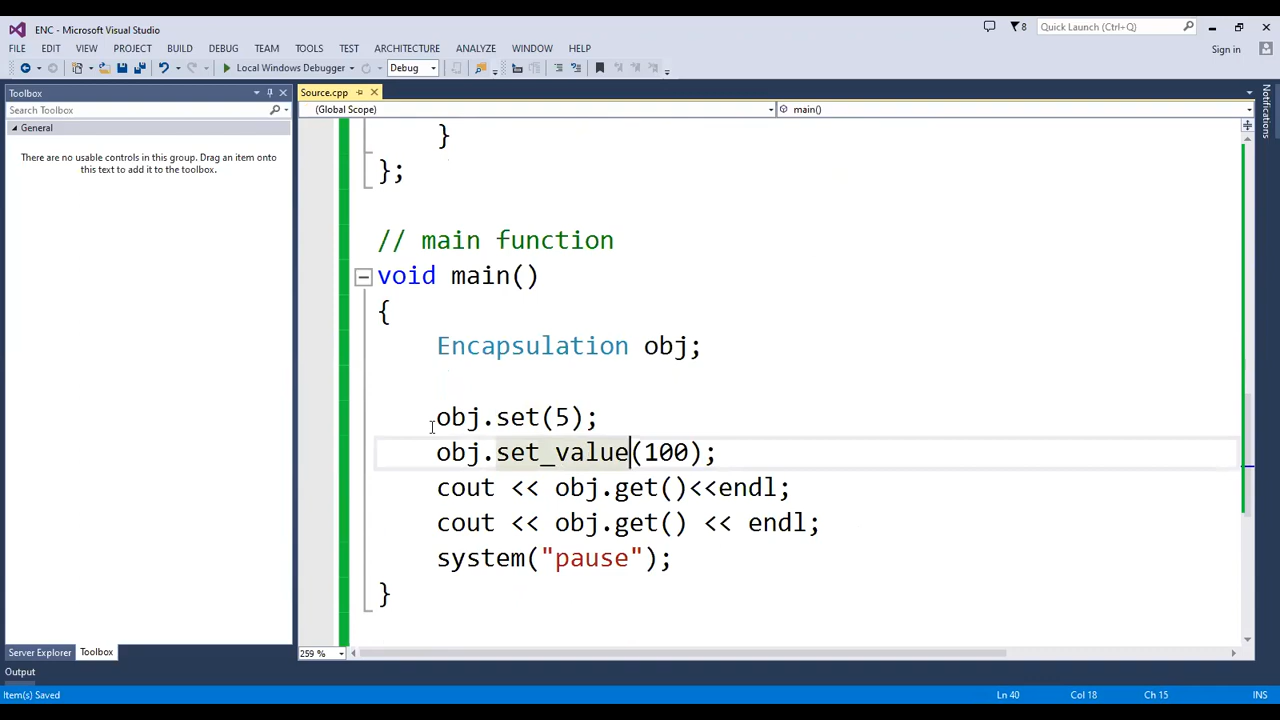 ENC - Microsoft Visual Studio
8
Quick Launch (Ctrl+Q)
FILE EDIT VIEW PROJECT BUILD DEBUG TEAM TOOLS TEST ARCHITECTURE ANALYZE WINDOW HELP
Sign in
Local Windows Debugger Debug
Toolbox
Source.cpp
Notifications
Search Toolbox
(Global Scope)
main()
General
There are no usable controls in this group. Drag an item onto
this text to add it to the toolbox.
}
};
// main function
void main()
{
Encapsulation obj;
obj.set(5);
obj.set_value(100);
cout << obj.get()<<endl;
cout << obj.get() << endl;
system("pause");
}
Server Explorer Toolbox
259 %
Output
Item(s) Saved
Ln 40
Col 18
Ch 15
INS